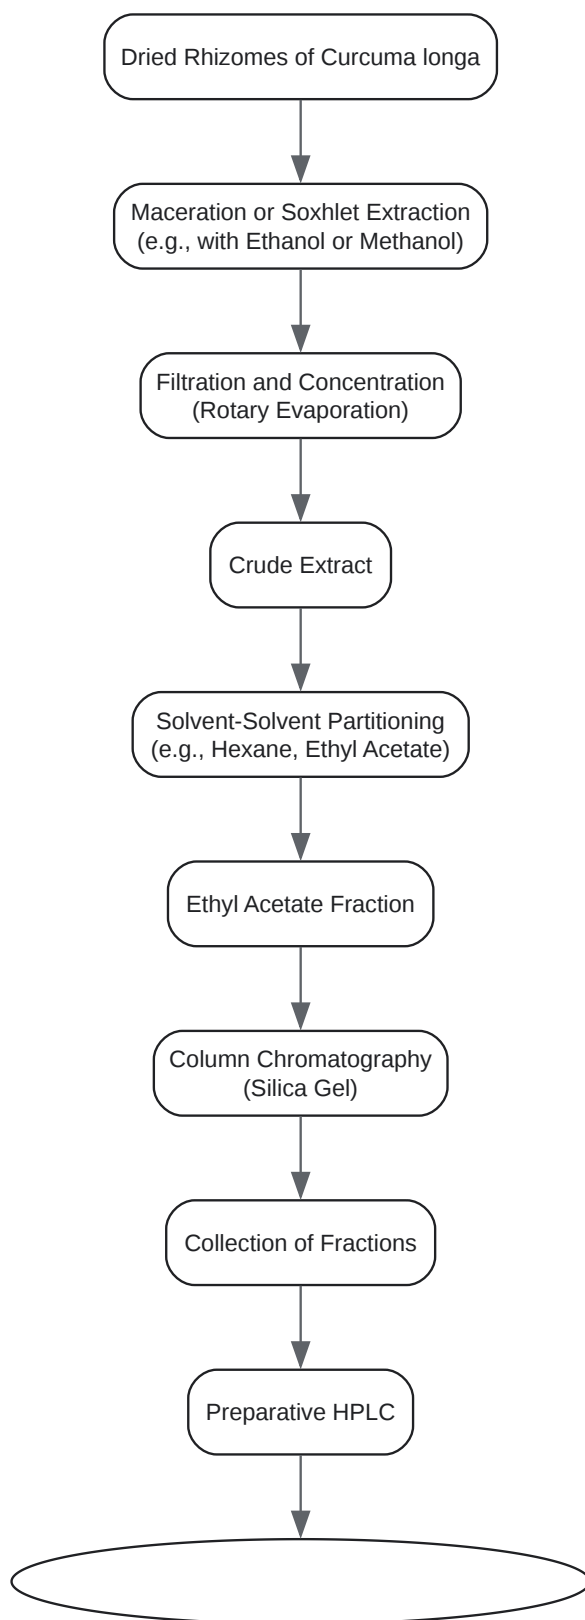 Dried Rhizomes of Curcuma longa
Maceration or Soxhlet Extraction
(e.g., with Ethanol or Methanol)
Filtration and Concentration
(Rotary Evaporation)
Crude Extract
Solvent-Solvent Partitioning
(e.g., Hexane, Ethyl Acetate)
Ethyl Acetate Fraction
Column Chromatography
(Silica Gel)
Collection of Fractions
Preparative HPLC